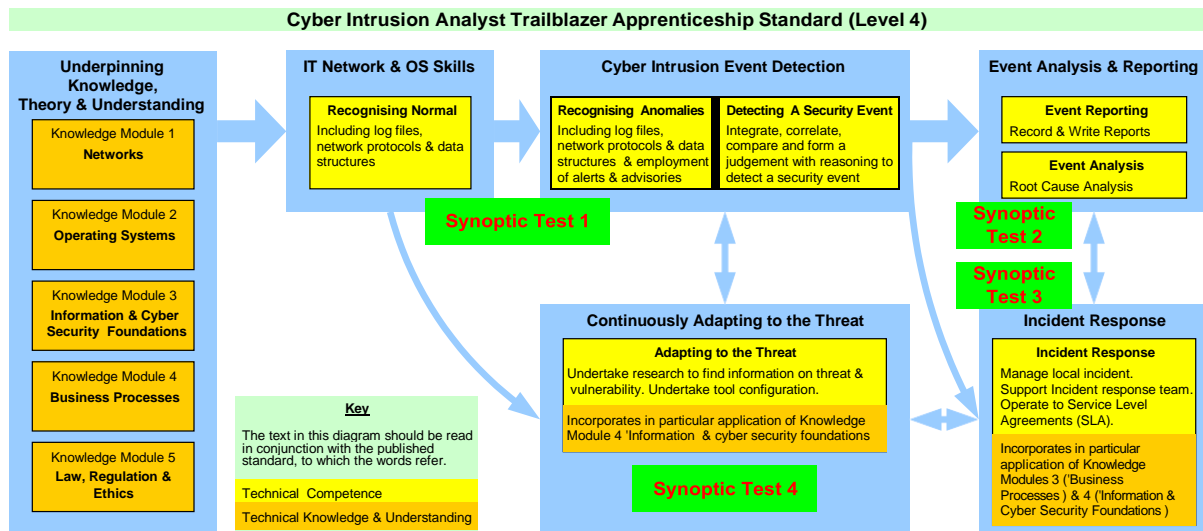 Cyber Intrusion Analyst Trailblazer Apprenticeship Standard (Level 4)
Underpinning
Knowledge,
Theory & Understanding
Knowledge Module 1
Networks
Knowledge Module 2
Operating Systems
Knowledge Module 3
Information & Cyber
Security Foundations
Knowledge Module 4
Business Processes
Knowledge Module 5
Law, Regulation &
Ethics
IT Network & OS Skills
Recognising Normal
Including log files,
network protocols & data
structures
Cyber Intrusion Event Detection
Recognising Anomalies
Including log files,
network protocols & data
structures & employment
of alerts & advisories
Detecting A Security Event
Integrate, correlate,
compare and form a
judgement with reasoning to
detect a security event
Event Analysis & Reporting
Event Reporting
Record & Write Reports
Event Analysis
Root Cause Analysis
Synoptic Test 1
Synoptic
Test 2
Synoptic
Test 3
Key
The text in this diagram should be read
in conjunction with the published
standard, to which the words refer.
Technical Competence
Technical Knowledge & Understanding
Continuously Adapting to the Threat
Adapting to the Threat
Undertake research to find information on threat &
vulnerability. Undertake tool configuration.
Incorporates in particular application of Knowledge
Module 4 'Information & cyber security foundations
Synoptic Test 4
Incident Response
Incident Response
Manage local incident.
Support Incident response team.
Operate to Service Level
Agreements (SLA).
Incorporates in particular
application of Knowledge
Modules 3 ('Business
Processes ) & 4 ('Information &
Cyber Security Foundations )